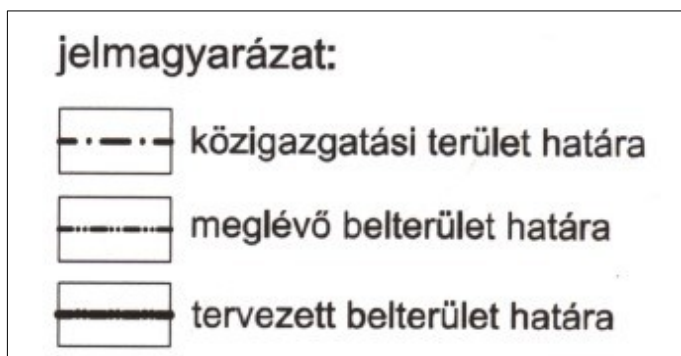 jelmagyarázat:
közigazgatási terület határa
meglévő belterület határa
tervezett belterület határa